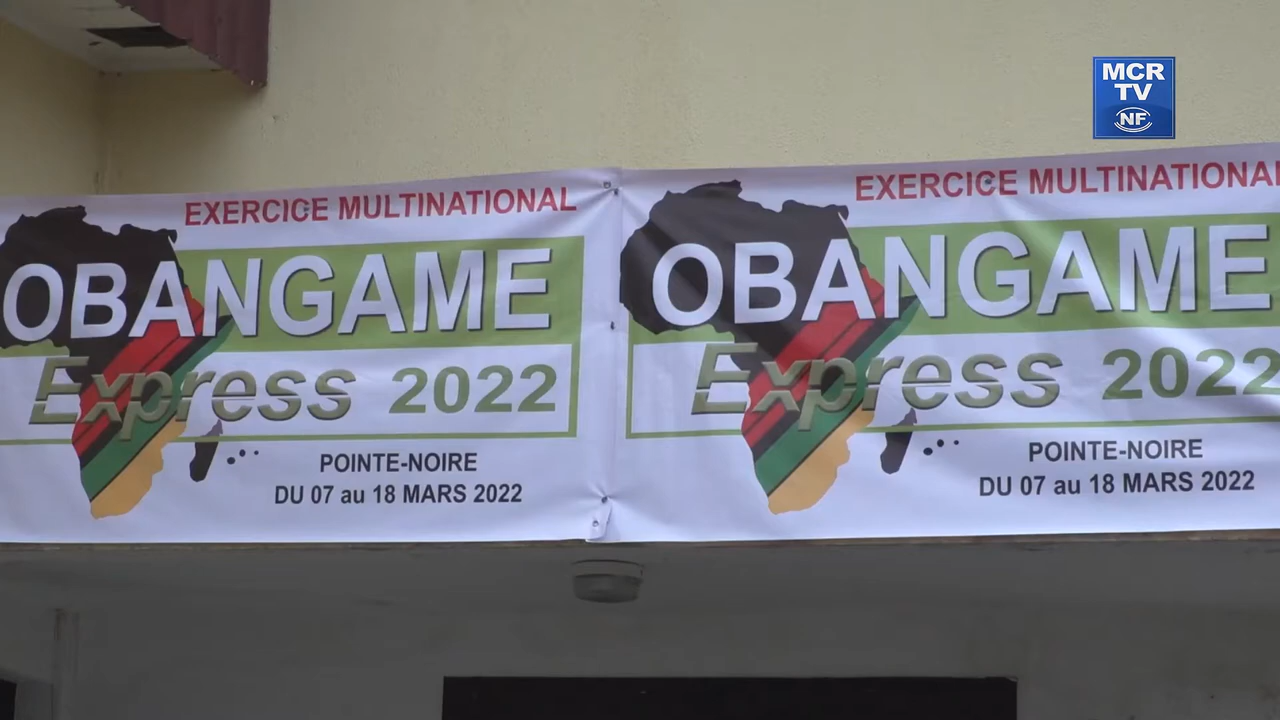 MCR
TV
NF
EXERCICE MULTINATIONAL
OBANGAME
Express 2022
POINTE-NOIRE
DU 07 au 18 MARS 2022
EXERCICE MULTINATIONAL
OBANGAME
Express 2022
POINTE-NOIRE
DU 07 au 18 MARS 2022